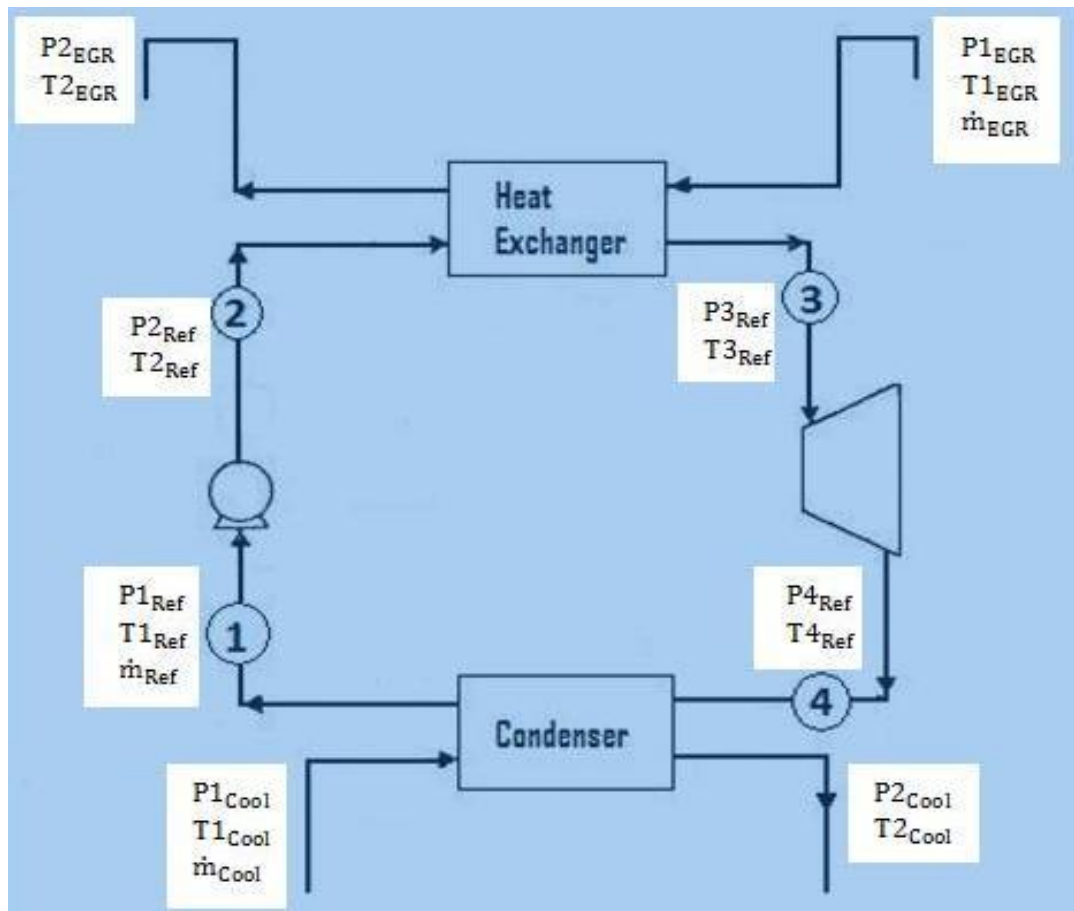 P2EGR
T2EGR
P1EGR
T1EGR
ṁEGR
Heat
Exchanger
2
3
P2Ref
T2Ref
P3Ref
T3Ref
P1Ref
T1Ref
ṁRef
1
P4Ref
T4Ref
4
Condenser
P1Cool
T1Cool
ṁCool
P2Cool
T2Cool